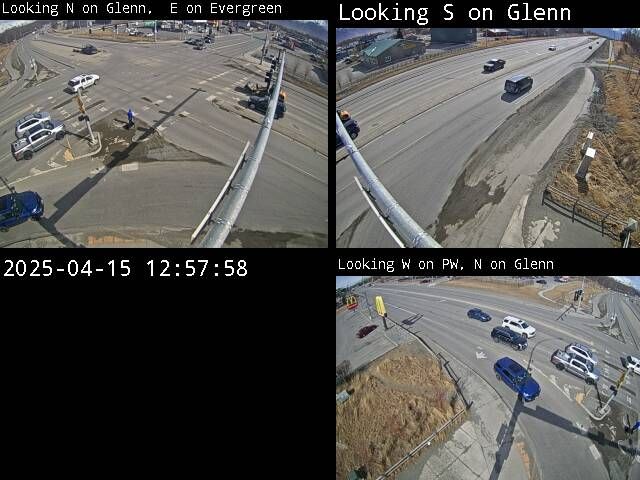 Looking N on Glenn,  E on Evergreen
Looking S on Glenn
2025-04-15 12:57:58
Looking W on PW, N on Glenn